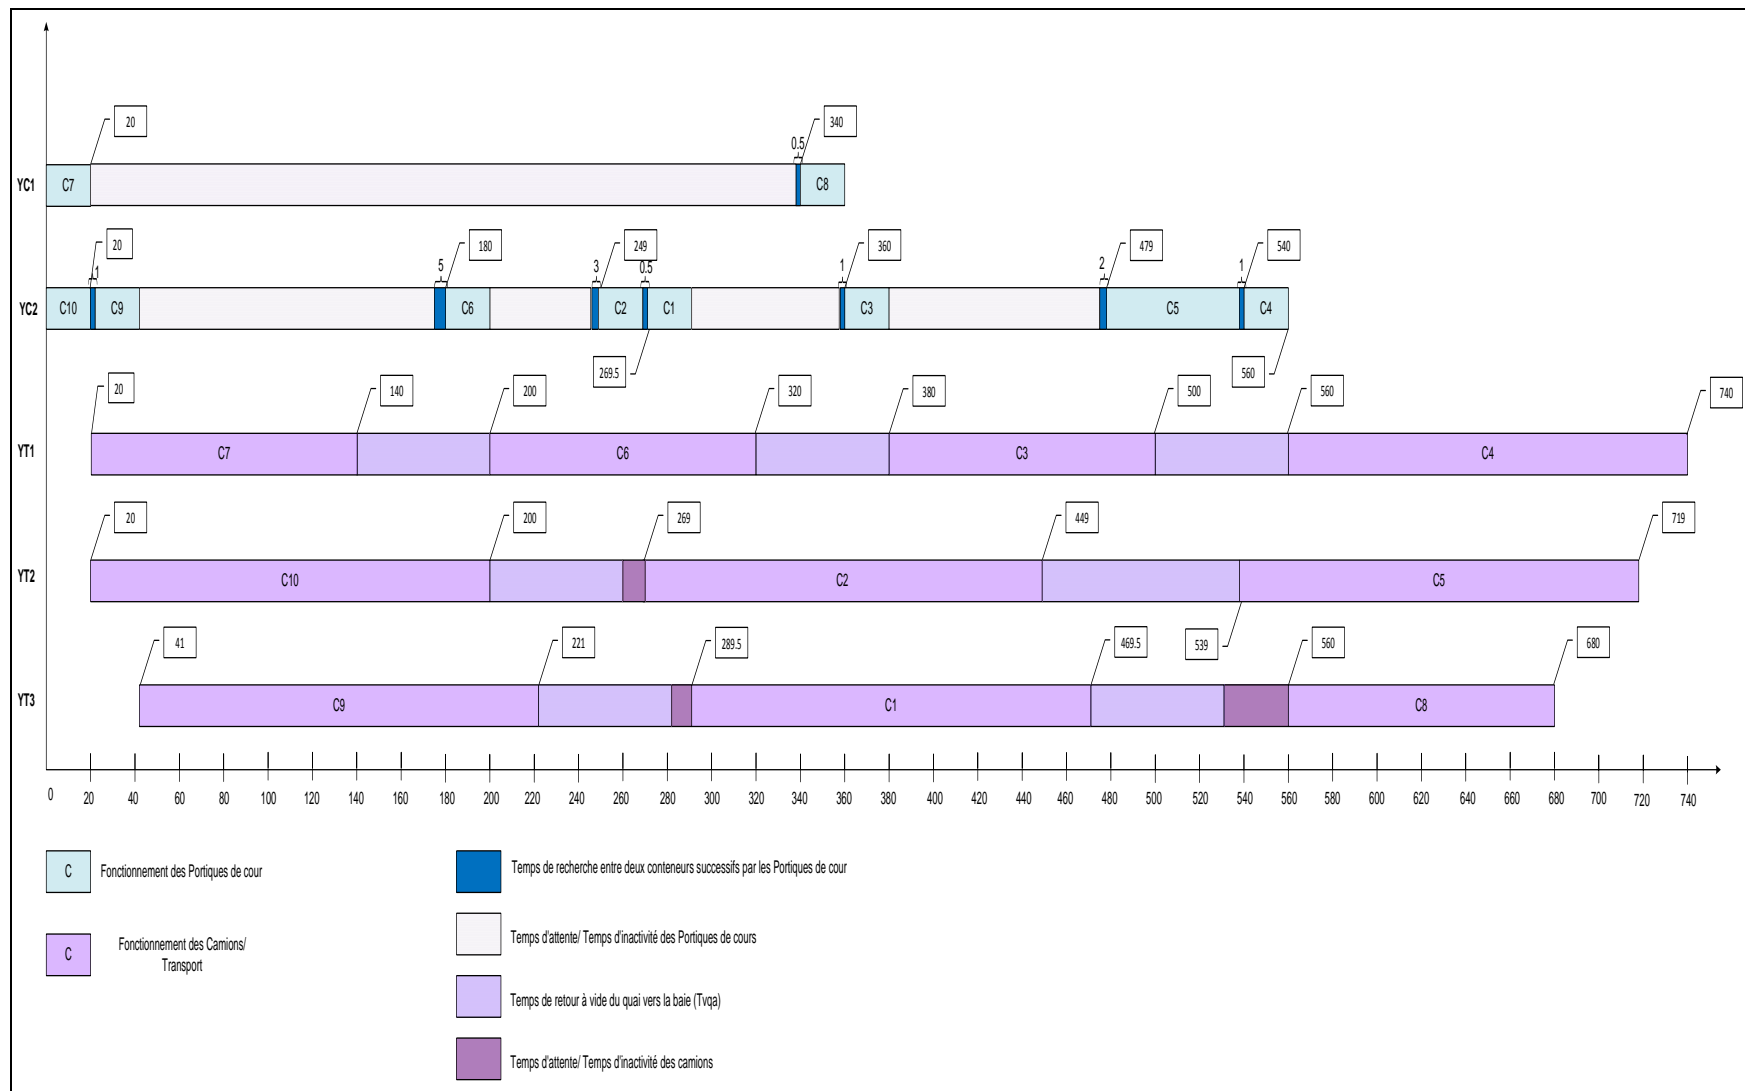 20
0.5
340
YC1
C7
C8
20
1
5
180
3
249
0.5
1
360
2
479
1
540
YC2
C10
C9
C6
C2
C1
C3
C5
C4
269.5
560
20
140
200
320
380
500
560
740
YT1
C7
C6
C3
C4
20
200
269
449
719
YT2
C10
C2
C5
41
221
289.5
469.5
539
560
680
YT3
C9
C1
C8
0 20 40 60 80 100 120 140 160 180 200 220 240 260 280 300 320 340 360 380 400 420 440 460 480 500 520 540 560 580 600 620 640 660 680 700 720 740
C
Fonctionnement des Portiques de cour
Temps de recherche entre deux conteneurs successifs par les Portiques de cour
C
Fonctionnement des Camions/
Transport
Temps d'attente/ Temps d'inactivité des Portiques de cours
Temps de retour à vide du quai vers la baie (Tvqa)
Temps d'attente/ Temps d'inactivité des camions